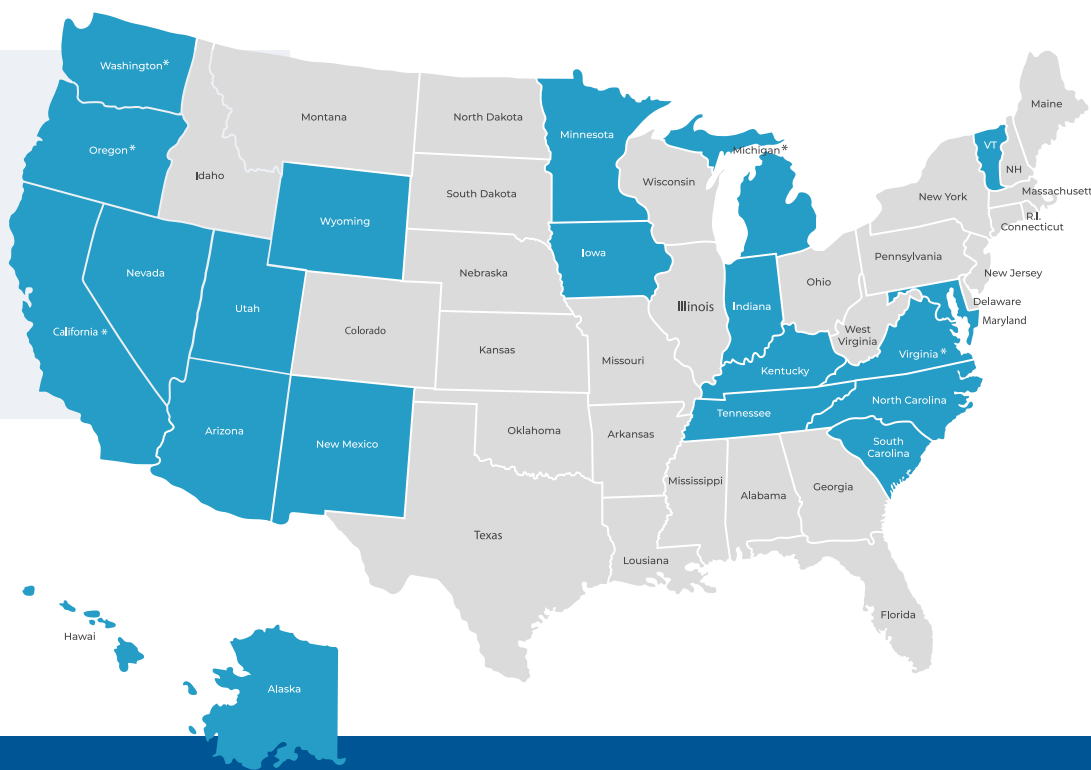 Washington*
Maine
Montana
North Dakota
Minnesota
Oregon*
Michigan*
VT
NH
Idaho
Wisconsin
Massachusett
South Dakota
New York
R.I.
Wyoming
Connecticut
Iowa
Pennsylvania
Nevada
Nebraska
New Jersey
Ohio
Delaware
Utah
Illinois
Indiana
Maryland
California *
Colorado
West
Virginia
Kansas
Virginia *
Missouri
Kentucky
North Carolina
Tennessee
Arizona
Oklahoma
Arkansas
New Mexico
South
Carolina
Mississippi
Georgia
Alabama
Texas
Lousiana
Florida
Hawai
Alaska